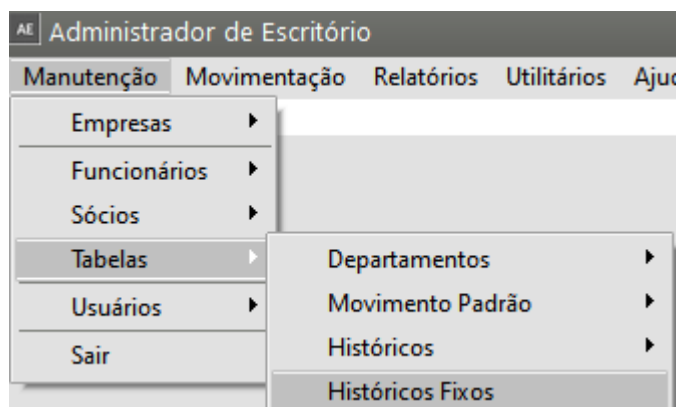 AE Administrador de Escritório
Manutenção Movimentação Relatórios Utilitários
Empresas
Funcionários
Sócios
Tabelas
Usuários
Sair
Departamentos
Movimento Padrão
Históricos
Históricos Fixos